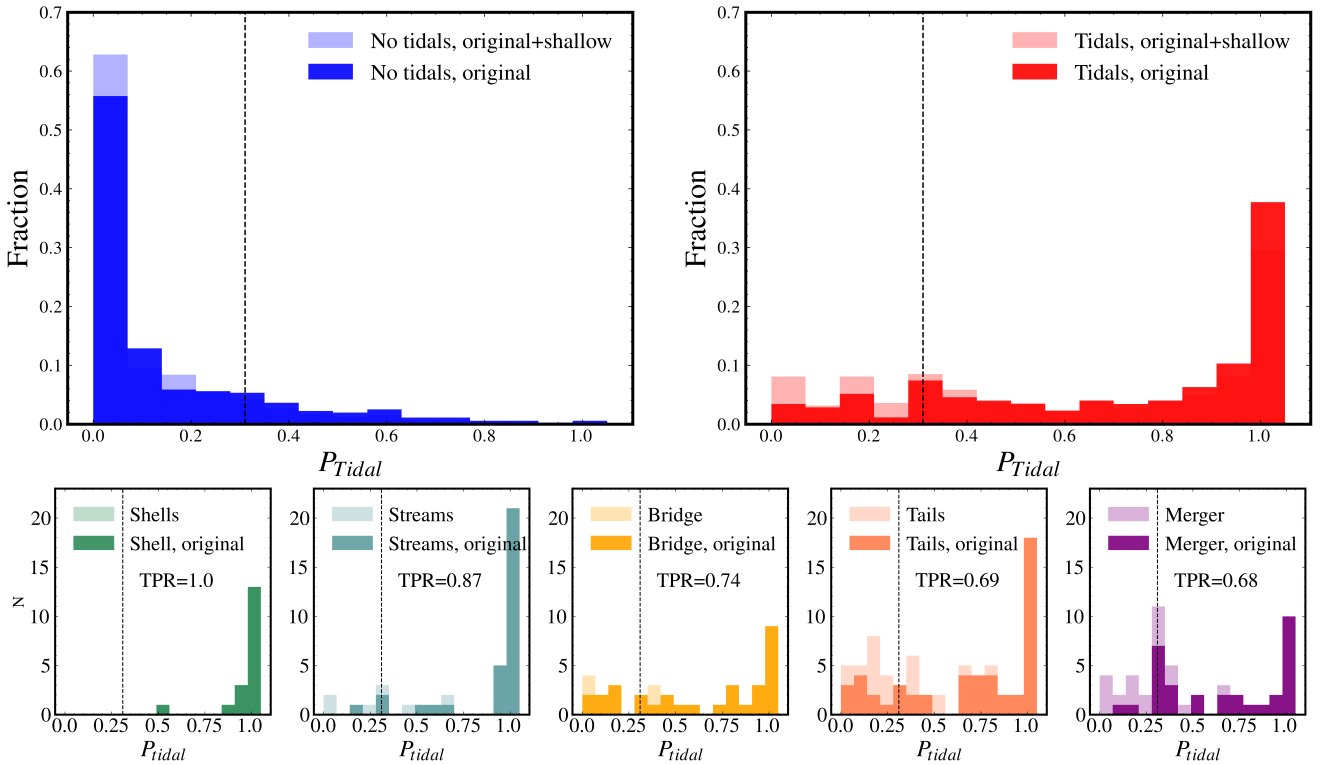 No tidals, original+shallow
No tidals, original
Fraction
0.7
0.6
0.5
0.4
0.3
0.2
0.1
0.0
0.0 0.2 0.4 0.6 0.8 1.0
P_Tidal
Tidals, original+shallow
Tidals, original
Fraction
0.7
0.6
0.5
0.4
0.3
0.2
0.1
0.0
0.0 0.2 0.4 0.6 0.8 1.0
P_Tidal
Shells
Shell, original
TPR=1.0
N
20
15
10
5
0
0.0 0.25 0.5 0.75 1.0
P_tidal
Streams
Streams, original
TPR=0.87
20
15
10
5
0
0.0 0.25 0.5 0.75 1.0
P_tidal
Bridge
Bridge, original
TPR=0.74
20
15
10
5
0
0.0 0.25 0.5 0.75 1.0
P_tidal
Tails
Tails, original
TPR=0.69
20
15
10
5
0
0.0 0.25 0.5 0.75 1.0
P_tidal
Merger
Merger, original
TPR=0.68
20
15
10
5
0
0.0 0.25 0.5 0.75 1.0
P_tidal